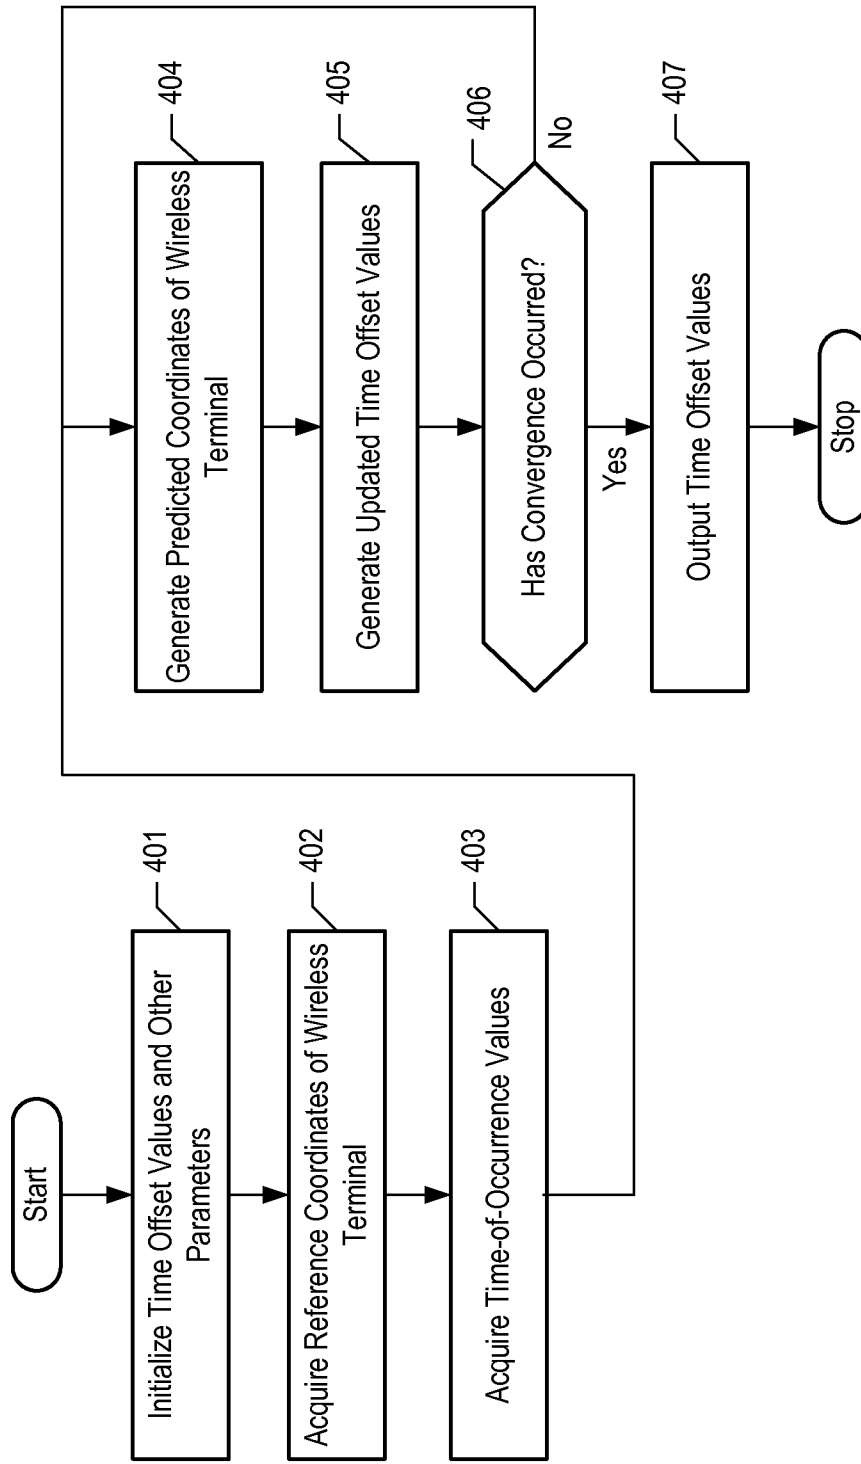 Start
401
Initialize Time Offset Values and Other
Parameters
402
Acquire Reference Coordinates of Wireless
Terminal
403
Acquire Time-of-Occurrence Values
404
Generate Predicted Coordinates of Wireless
Terminal
405
Generate Updated Time Offset Values
406
Has Convergence Occurred?
No
Yes
407
Output Time Offset Values
Stop